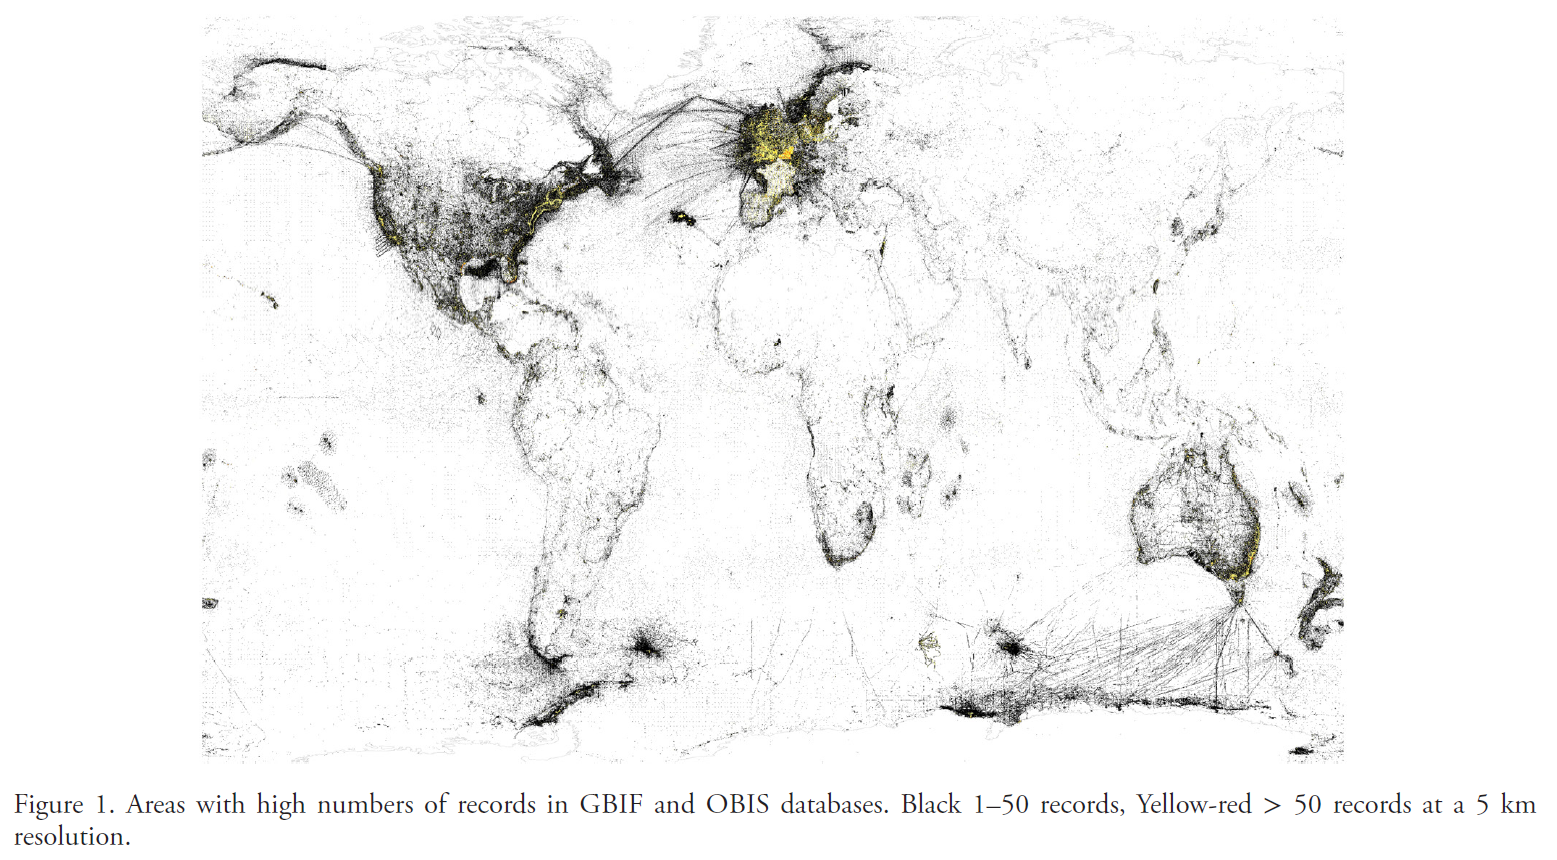 Figure 1. Areas with high numbers of records in GBIF and OBIS databases. Black 1–50 records, Yellow-red > 50 records at a 5 km
resolution.